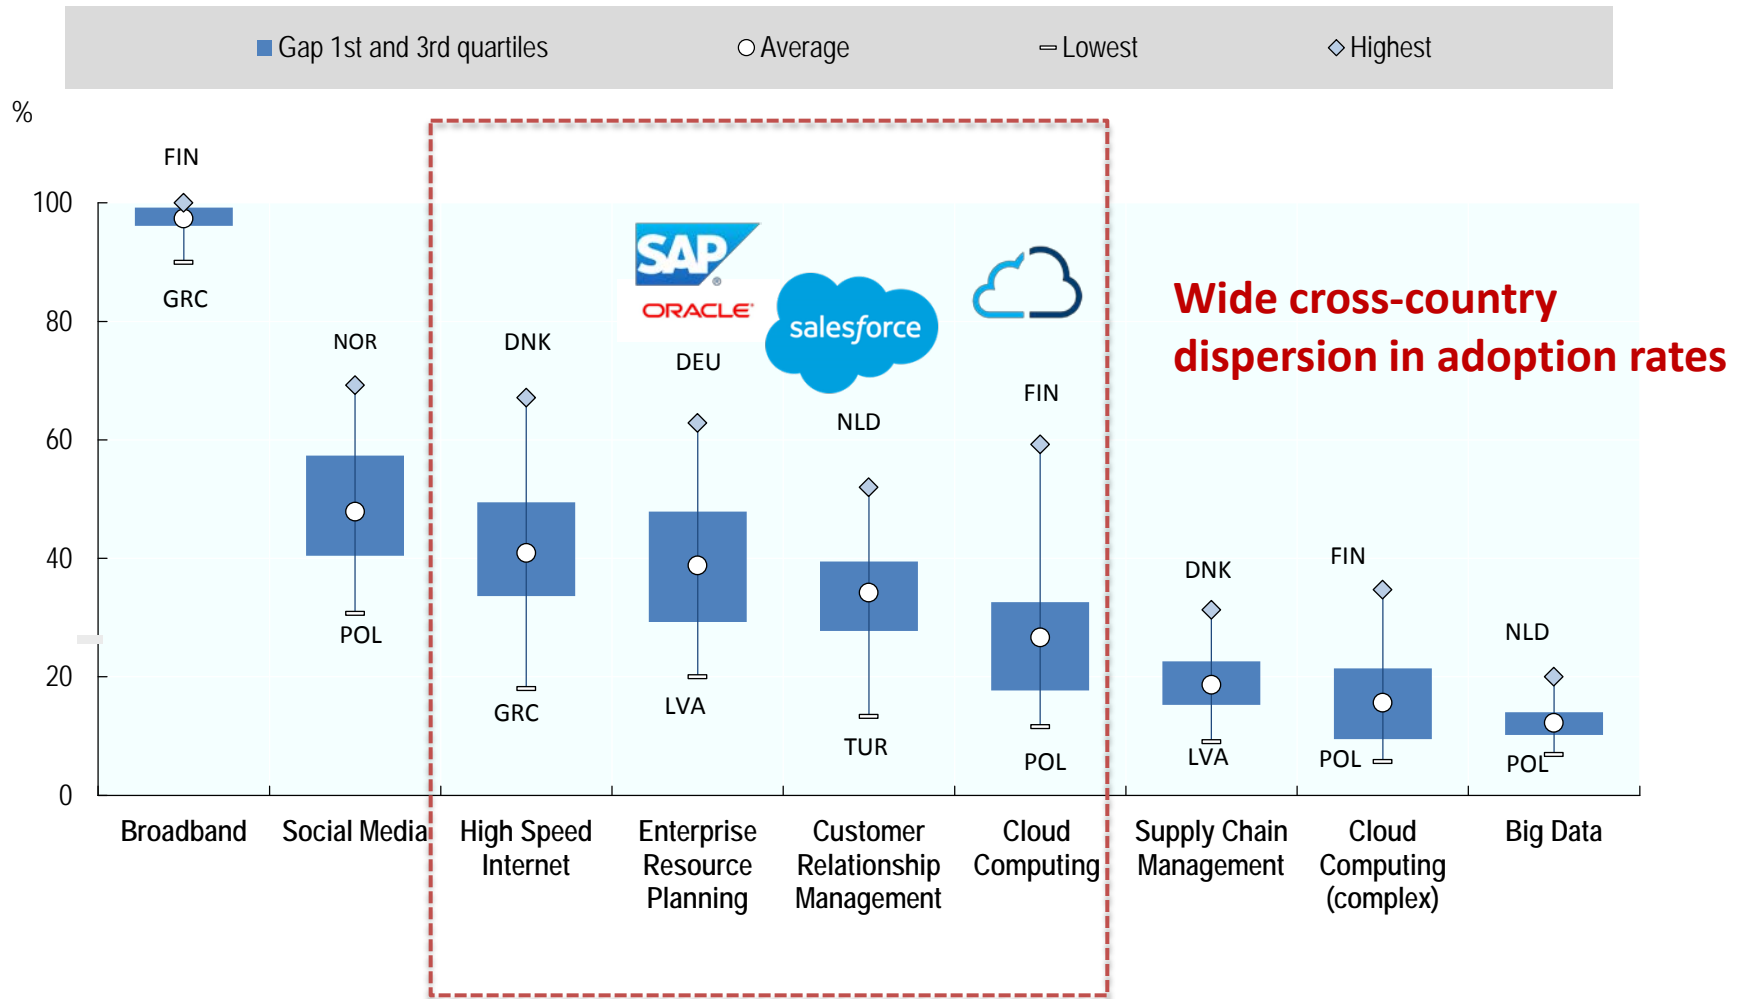 Gap 1st and 3rd quartiles Average Lowest Highest
%
FIN
100
GRC
80
SAP
®
ORACLE®
salesforce
Wide cross-country
dispersion in adoption rates
NOR
DNK
DEU
FIN
NLD
60
40
DNK
FIN
POL
NLD
20
GRC
LVA
TUR
POL
LVA
POL
POL
0
Broadband
Social Media
High Speed
Internet
Enterprise
Resource
Planning
Customer
Relationship
Management
Cloud
Computing
Supply Chain
Management
Cloud
Computing
(complex)
Big Data